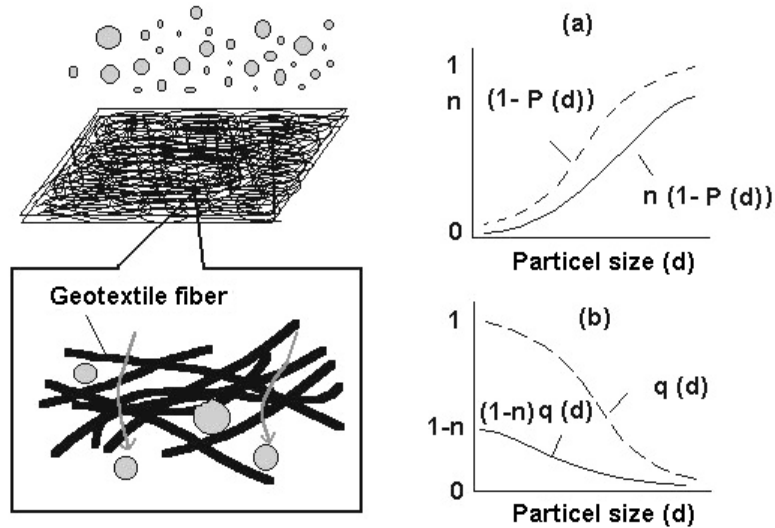 Geotextile fiber
(a)
1
(1- P (d))
n
n (1- P (d))
0
Particel size (d)
(b)
1
q (d)
(1-n) q (d)
1-n
0
Particel size (d)